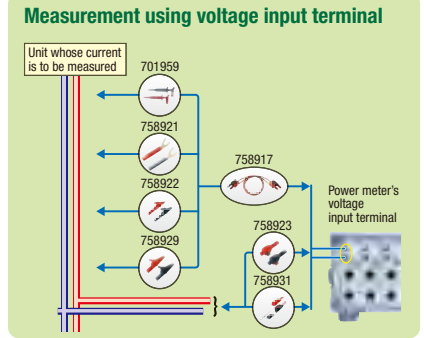 Measurement using voltage input terminal
Unit whose current
is to be measured
701959
758921
758917
758922
Power meter's
voltage
input terminal
758923
758929
758931